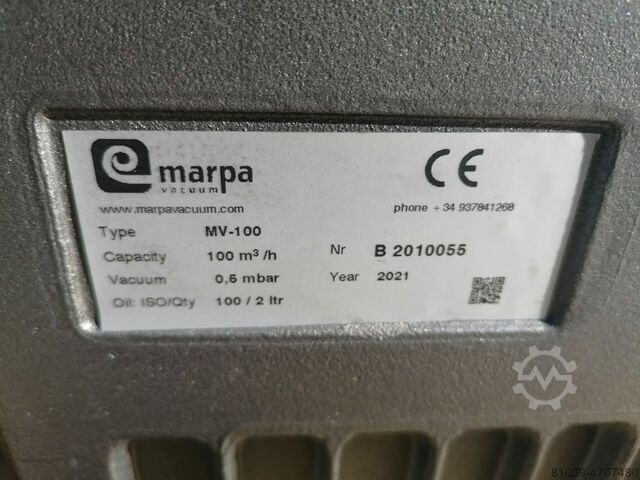 marpa
vacuum
CE
www.marpavacuum.com
phone +34 937841268
Type MV-100
Capacity 100 m³/h
Nr B 2010055
Vacuum 0,5 mbar
Year 2021
Oil: ISO/Qty 100 / 2 ltr
81039-4707480